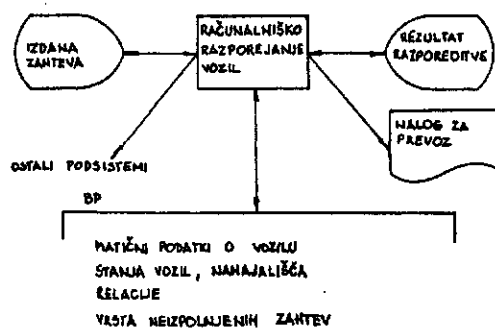 IZDANA
ZAHTEVA
RAČUNALNIŠKO
RAZPOREJANJE
VOZIL
REZULTAT
RAZPOREDITVE
NALOG ZA
PREVOZ
OSTALI PODSISTEMI
BP
MATIČNI PODATKI O VOZILU
STANJA VOZIL, NAHAJALIŠČA
RELACIJE
VRSTA NEIZPOLNJENIH ZAHTEV